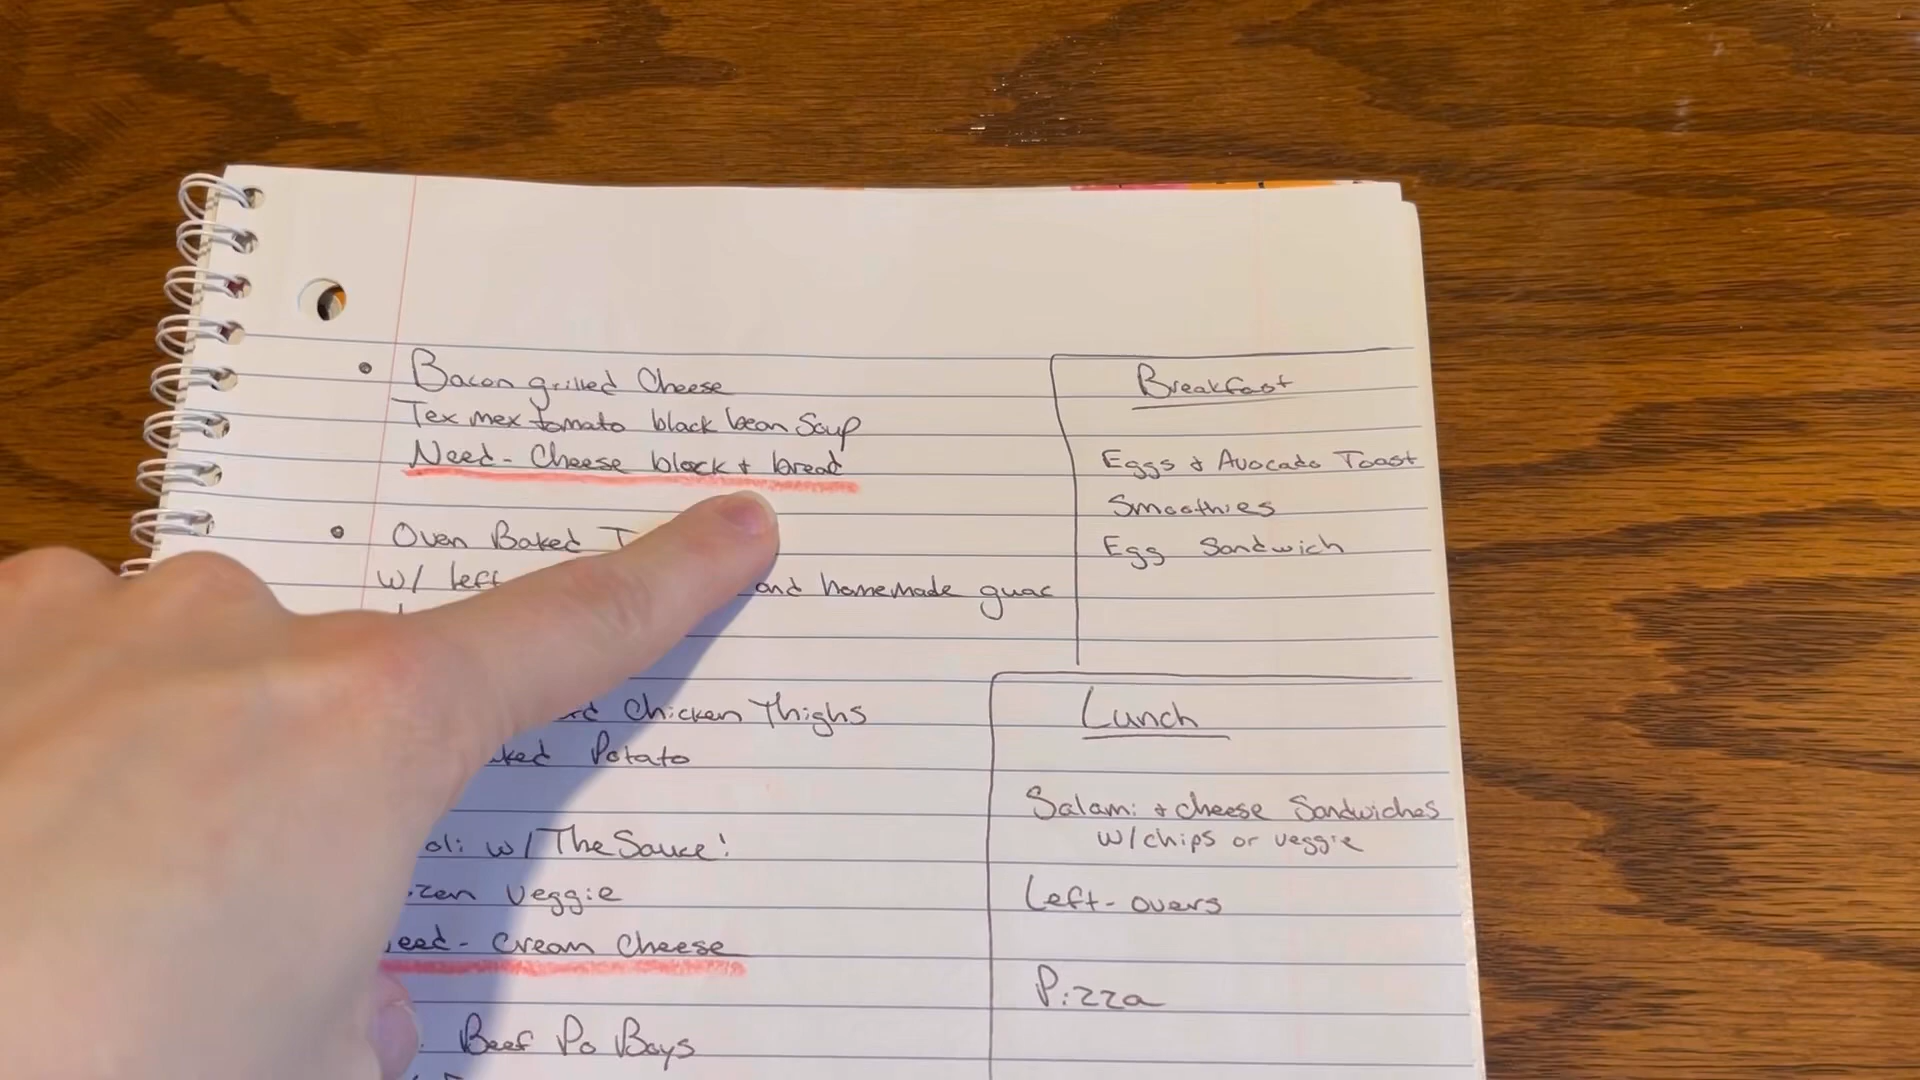 Bacon grilled Cheese
Tex mex tomato black bean Soup
Need - Cheese block & bread
Oven Baked
w/ left and homemade guac
Chicken Thighs
Potato
w/ The Sauce!
Veggie
Cream Cheese
Beef Po Boys
Breakfast
Eggs & Avocado Toast
Smoothies
Egg Sandwich
Lunch
Salami & cheese Sandwiches
w/chips or veggie
Left-overs
Pizza